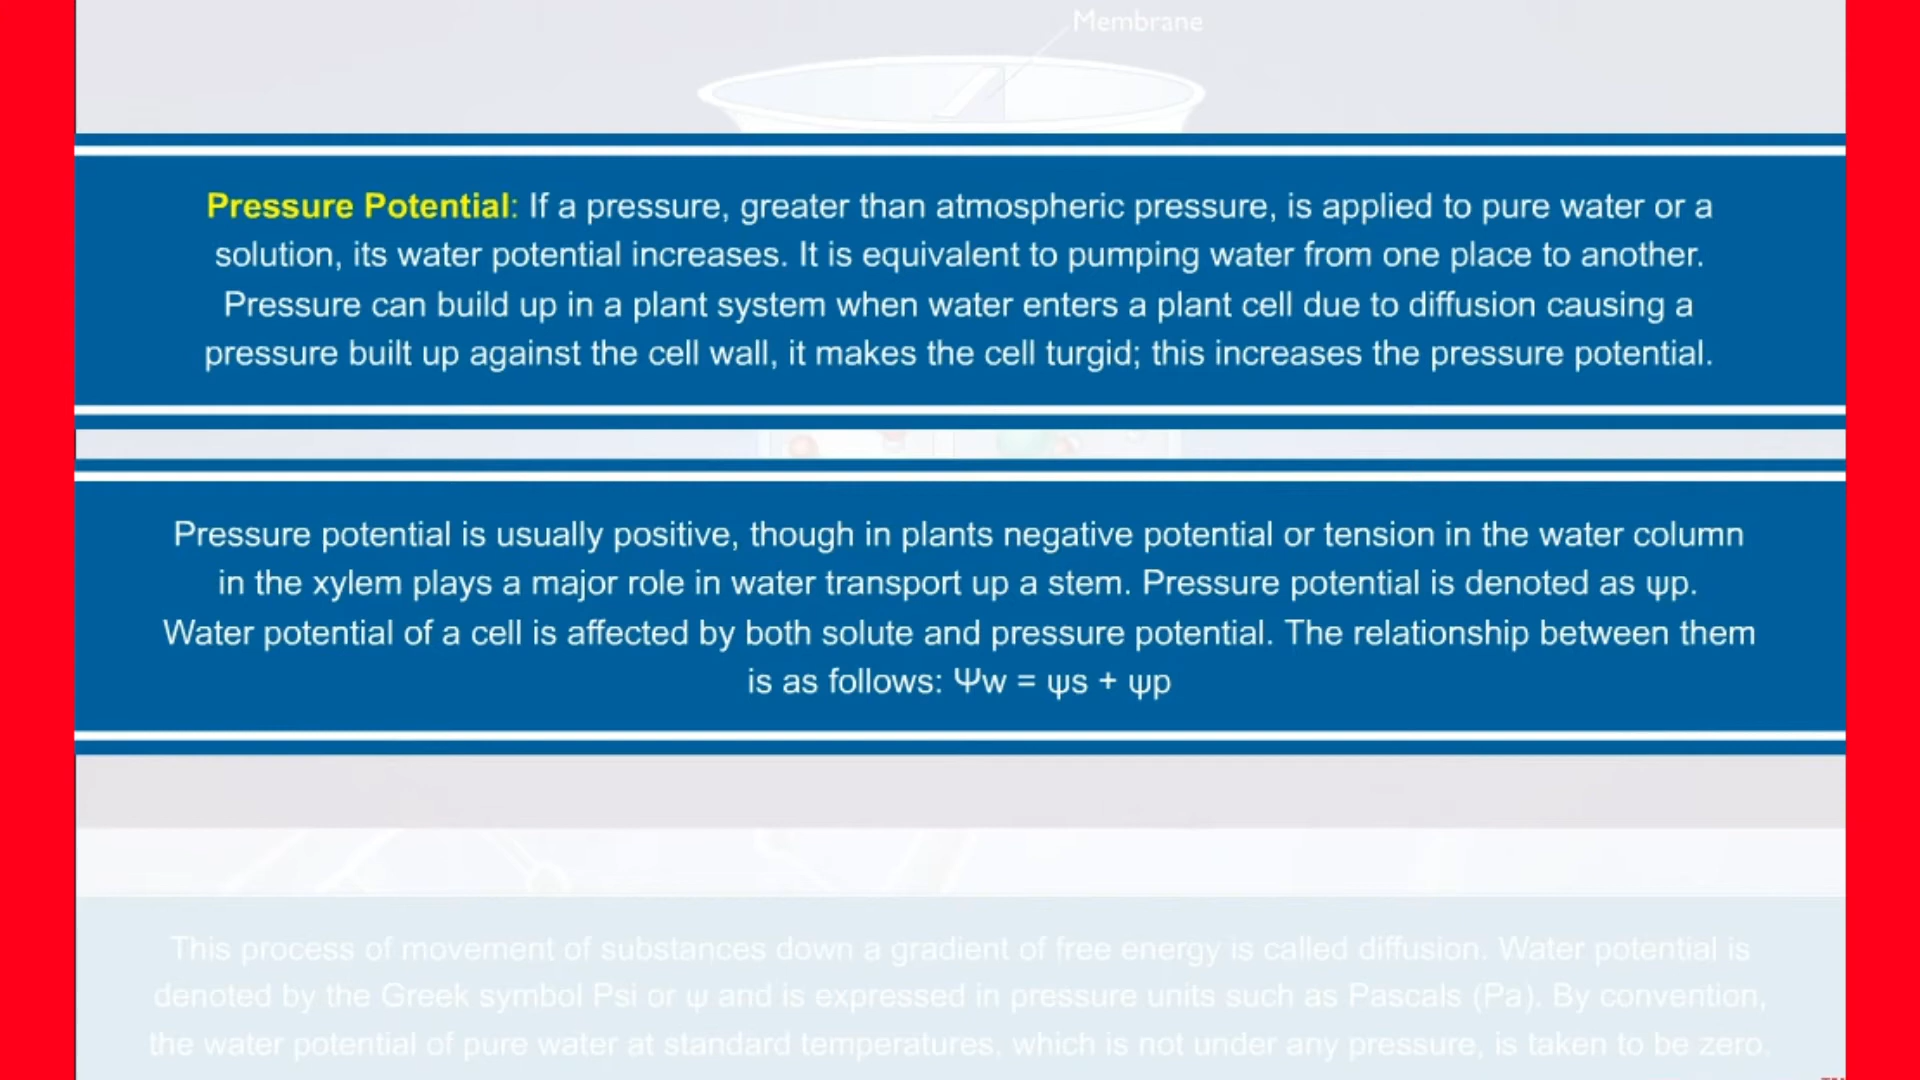 Membrane
Pressure Potential: If a pressure, greater than atmospheric pressure, is applied to pure water or a
solution, its water potential increases. It is equivalent to pumping water from one place to another.
Pressure can build up in a plant system when water enters a plant cell due to diffusion causing a
pressure built up against the cell wall, it makes the cell turgid; this increases the pressure potential.
Pressure potential is usually positive, though in plants negative potential or tension in the water column
in the xylem plays a major role in water transport up a stem. Pressure potential is denoted as ψp.
Water potential of a cell is affected by both solute and pressure potential. The relationship between them
is as follows: Ψw = ψs + ψp
This process of movement of substances down a gradient of free energy is called diffusion. Water potential is
denoted by the Greek symbol Psi or ψ and is expressed in pressure units such as Pascals (Pa). By convention,
the water potential of pure water at standard temperatures, which is not under any pressure, is taken to be zero.